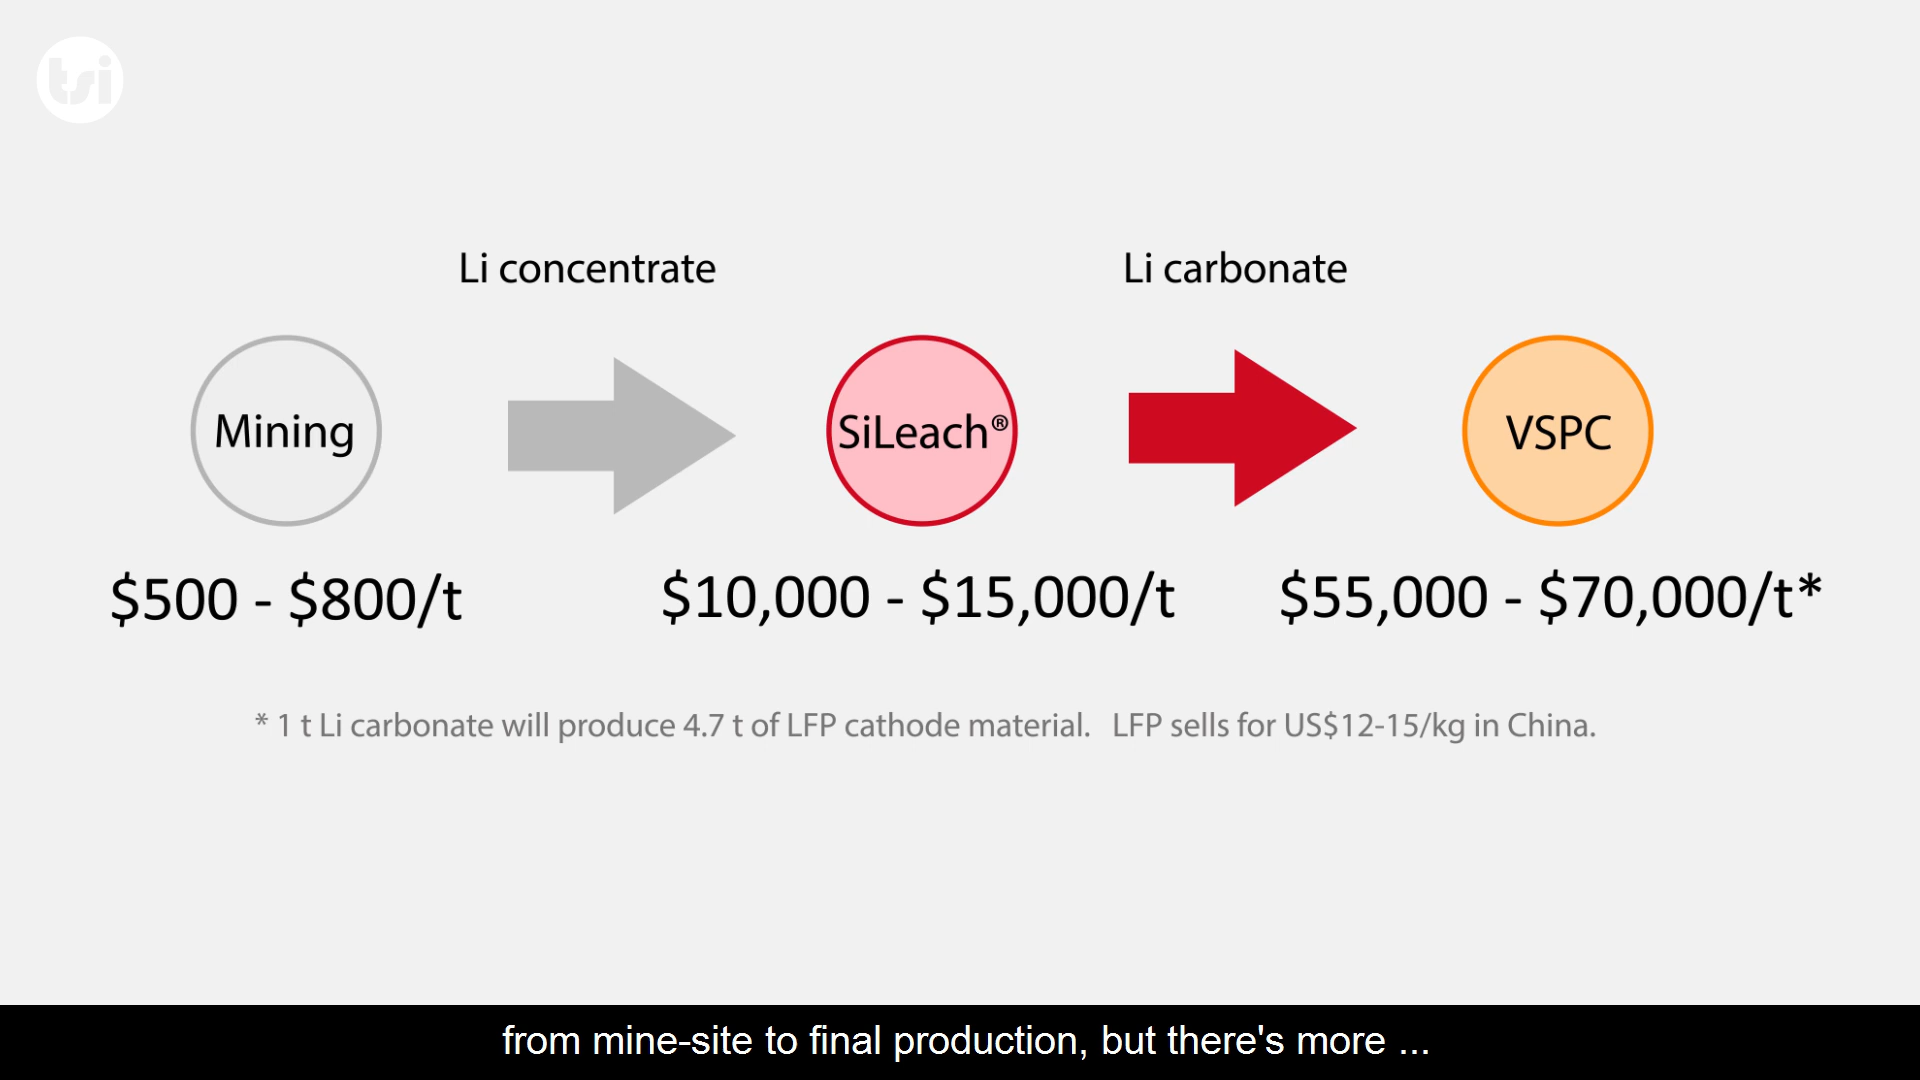 tsi
Li concentrate
Li carbonate
Mining
SiLeach®
VSPC
$500 - $800/t
$10,000 - $15,000/t
$55,000 - $70,000/t*
* 1 t Li carbonate will produce 4.7 t of LFP cathode material. LFP sells for US$12-15/kg in China.
from mine-site to final production, but there's more ...